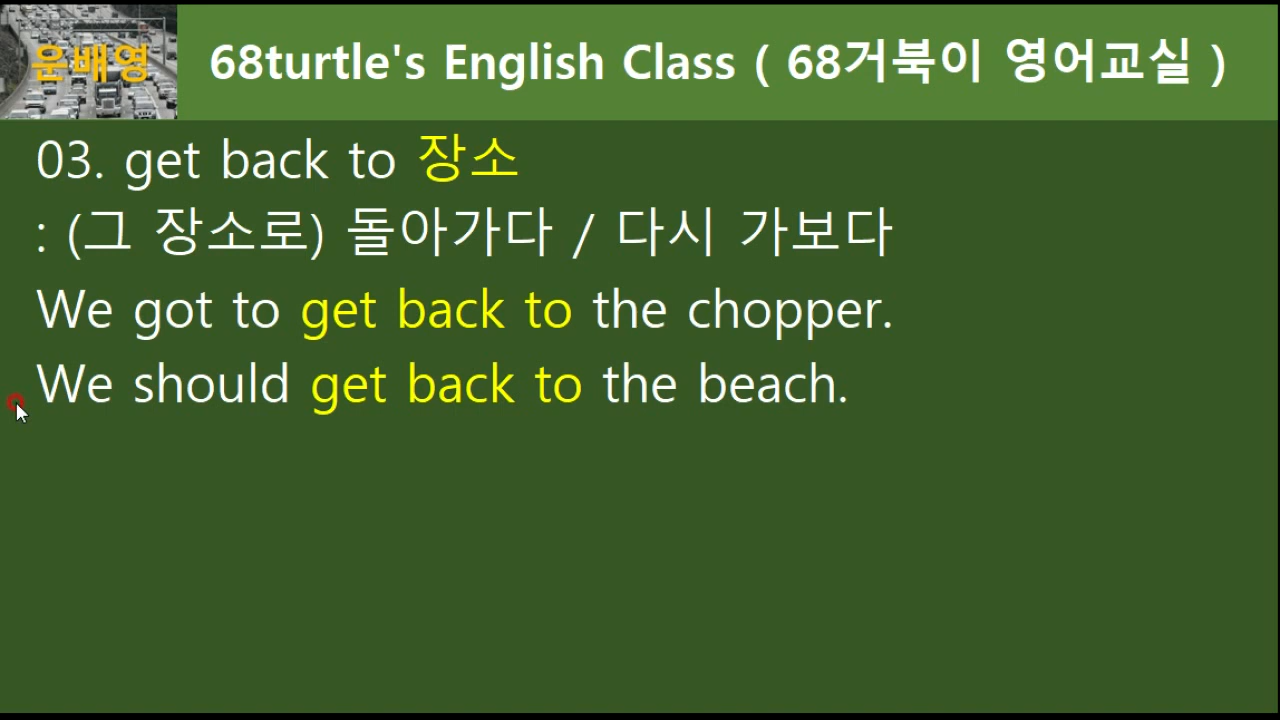 운배영
68turtle's English Class ( 68거북이 영어교실 )
03. get back to 장소
: (그 장소로) 돌아가다 / 다시 가보다
We got to get back to the chopper.
We should get back to the beach.